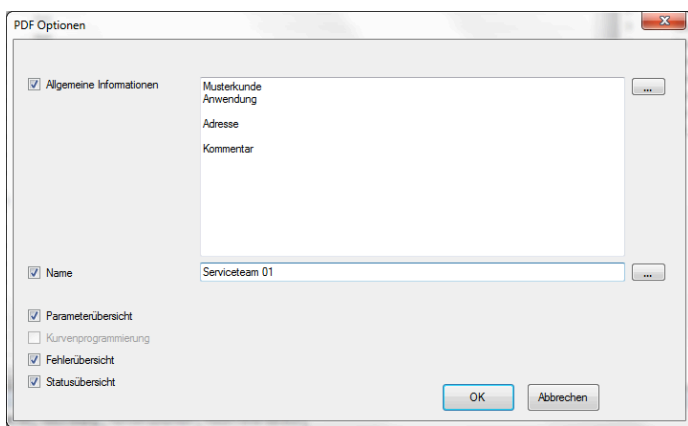 PDF Optionen
Allgemeine Informationen
Musterkunde
Anwendung
Adresse
Kommentar
...
Name
Serviceteam 01
...
Parameterübersicht
Kurvenprogrammierung
Fehlerübersicht
Statusübersicht
OK
Abbrechen